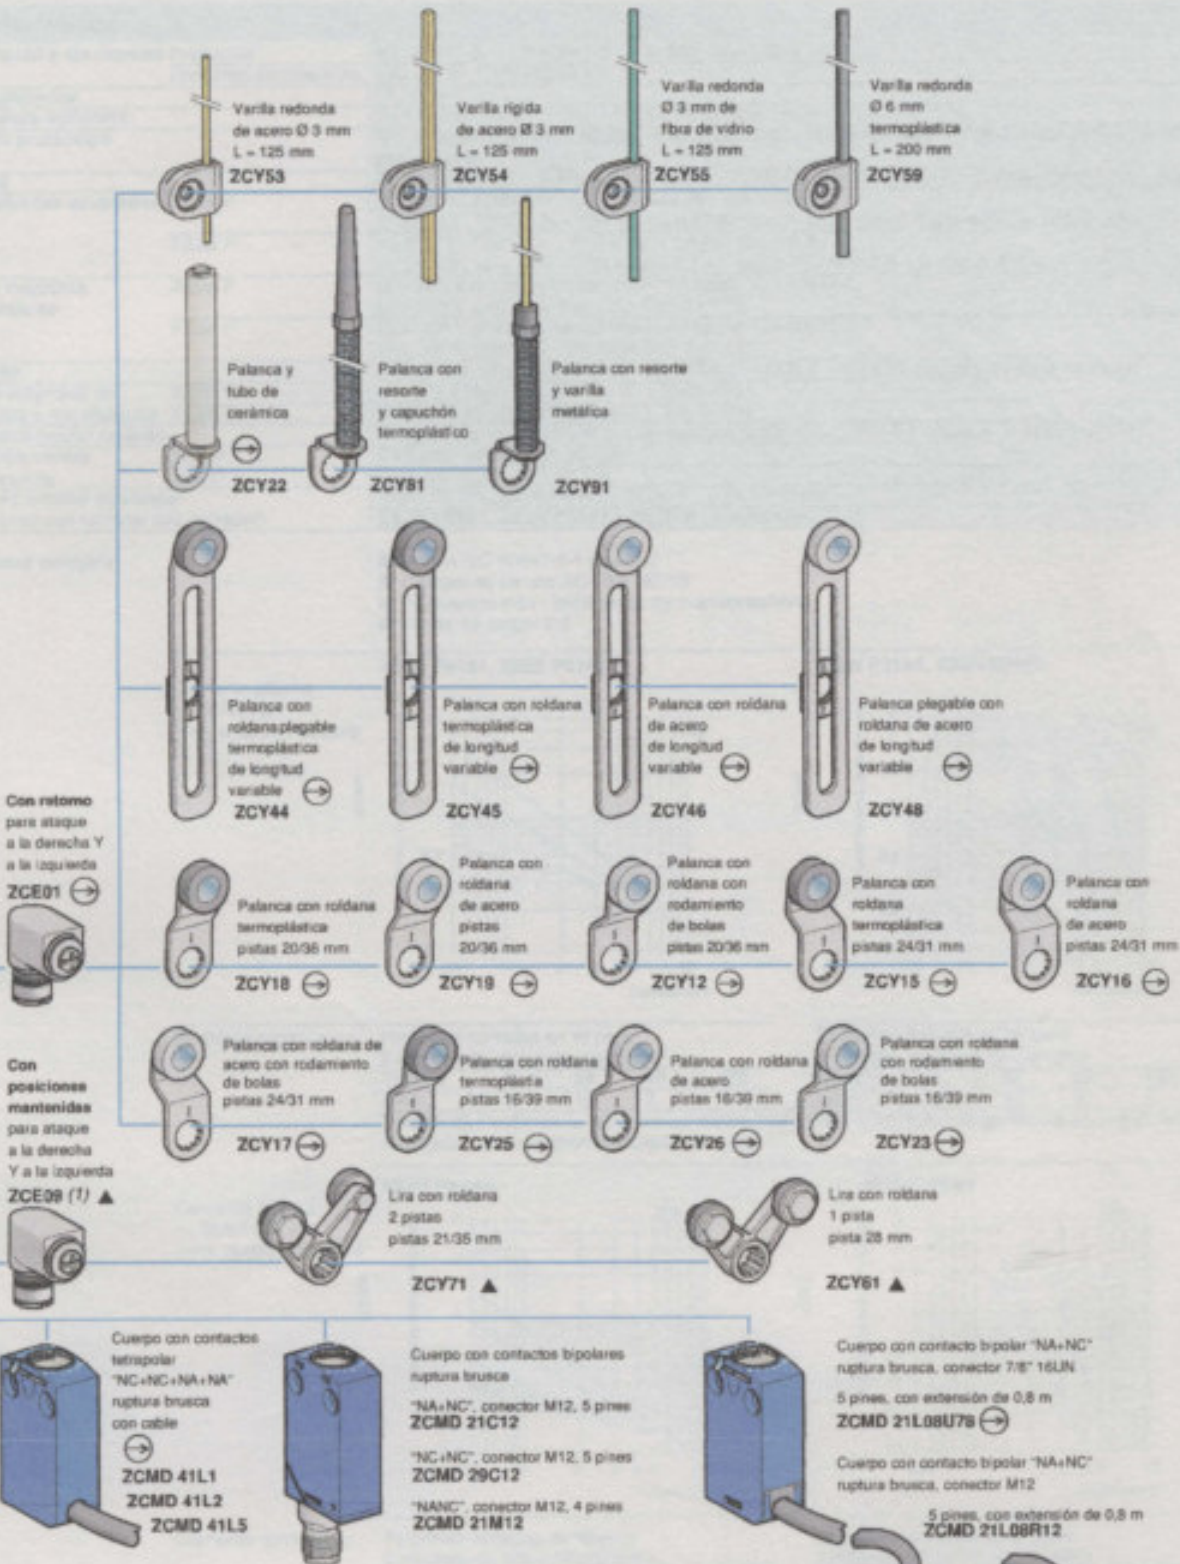 Varilla redonda
de acero Ø 3 mm
L = 125 mm
ZCY53
Varilla rígida
de acero Ø 3 mm
L = 125 mm
ZCY54
Varilla redonda
Ø 3 mm de
fibra de vidrio
L = 125 mm
ZCY55
Varilla redonda
Ø 6 mm
termoplástica
L = 200 mm
ZCY59
Palanca y
tubo de
cerámica
ZCY22
Palanca con
resorte
y capuchón
termoplástico
ZCY81
Palanca con resorte
y varilla
metálica
ZCY91
Palanca con
roldana plegable
termoplástica
de longitud
variable
ZCY44
Palanca con roldana
termoplástica
de longitud
variable
ZCY45
Palanca con roldana
de acero
de longitud
variable
ZCY46
Palanca plegable con
roldana de acero
de longitud
variable
ZCY48
Con retorno
para ataque
a la derecha Y
a la izquierda
ZCE01
Palanca con roldana
termoplástica
pistas 20/36 mm
ZCY18
Palanca con
roldana
de acero
pistas
20/36 mm
ZCY19
Palanca con
roldana con
rodamiento
de bolas
pistas 20/36 mm
ZCY12
Palanca con
roldana
termoplástica
pistas 24/31 mm
ZCY15
Palanca con
roldana
de acero
pistas 24/31 mm
ZCY16
Con
posiciones
mantenidas
para ataque
a la derecha
Y a la izquierda
ZCE09 (1) ▲
Palanca con roldana de
acero con rodamiento
de bolas
pistas 24/31 mm
ZCY17
Palanca con roldana
termoplástia
pistas 16/39 mm
ZCY25
Palanca con roldana
de acero
pistas 16/39 mm
ZCY26
Palanca con roldana
con rodamiento
de bolas
pistas 16/39 mm
ZCY23
Lira con roldana
2 pistas
pistas 21/35 mm
ZCY71 ▲
Lira con roldana
1 pista
pista 28 mm
ZCY61 ▲
Cuerpo con contactos
tetrapolar
"NC+NC+NA+NA"
ruptura brusca
con cable
ZCMD 41L1
ZCMD 41L2
ZCMD 41L5
Cuerpo con contactos bipolares
ruptura brusca
"NA+NC", conector M12, 5 pines
ZCMD 21C12
"NC+NC", conector M12, 5 pines
ZCMD 29C12
"NANC", conector M12, 4 pines
ZCMD 21M12
Cuerpo con contacto bipolar "NA+NC"
ruptura brusca, conector 7/8" 16UN
5 pines, con extensión de 0,8 m
ZCMD 21L08U78
Cuerpo con contacto bipolar "NA+NC"
ruptura brusca, conector M12
5 pines, con extensión de 0,8 m
ZCMD 21L08R12